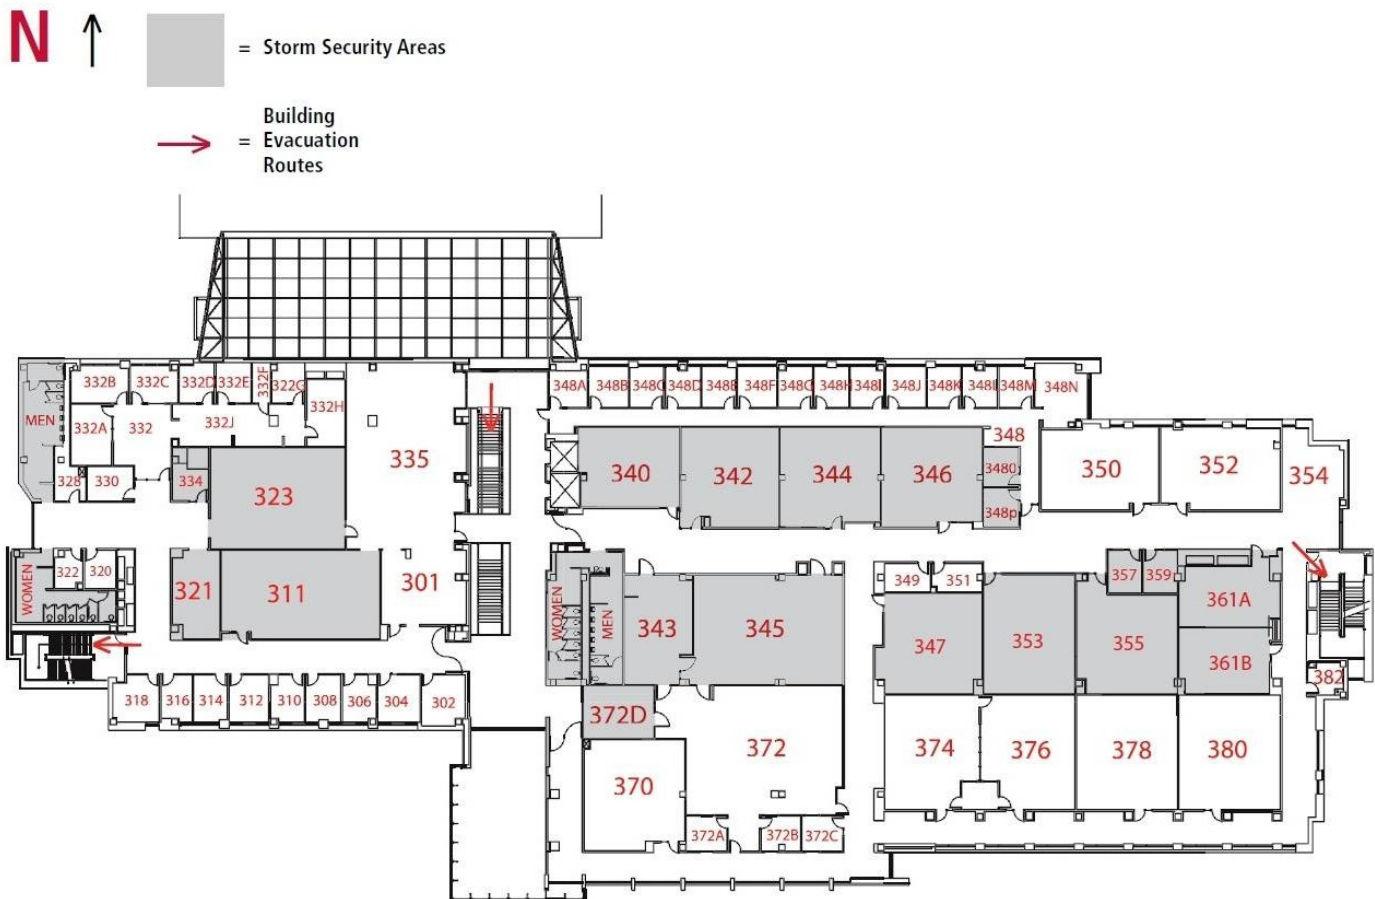 N
= Storm Security Areas
Building
= Evacuation
Routes
332B 332C 332D 332E 332F 322G
332H
MEN
332A 332 332J
328 330 334
323
335
348A 348B 348C 348D 348E 348F 348G 348H 348I 348J 348K 348L 348M 348N
340 342 344 346
348
348O
348p
350 352 354
WOMEN
322 320
321 311 301
WOMEN
MEN
343 345
349 351
347 353 355
357 359
361A
361B
382
318 316 314 312 310 308 306 304 302
372D
372
370
372A 372B 372C
374 376 378 380